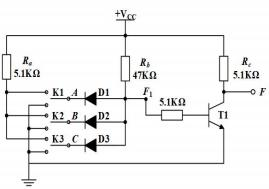 +VCC
Ra
5.1KΩ
Rb
47KΩ
Rc
5.1KΩ
K1 A D1
K2 B D2
K3 C D3
F1
5.1KΩ
T1
F